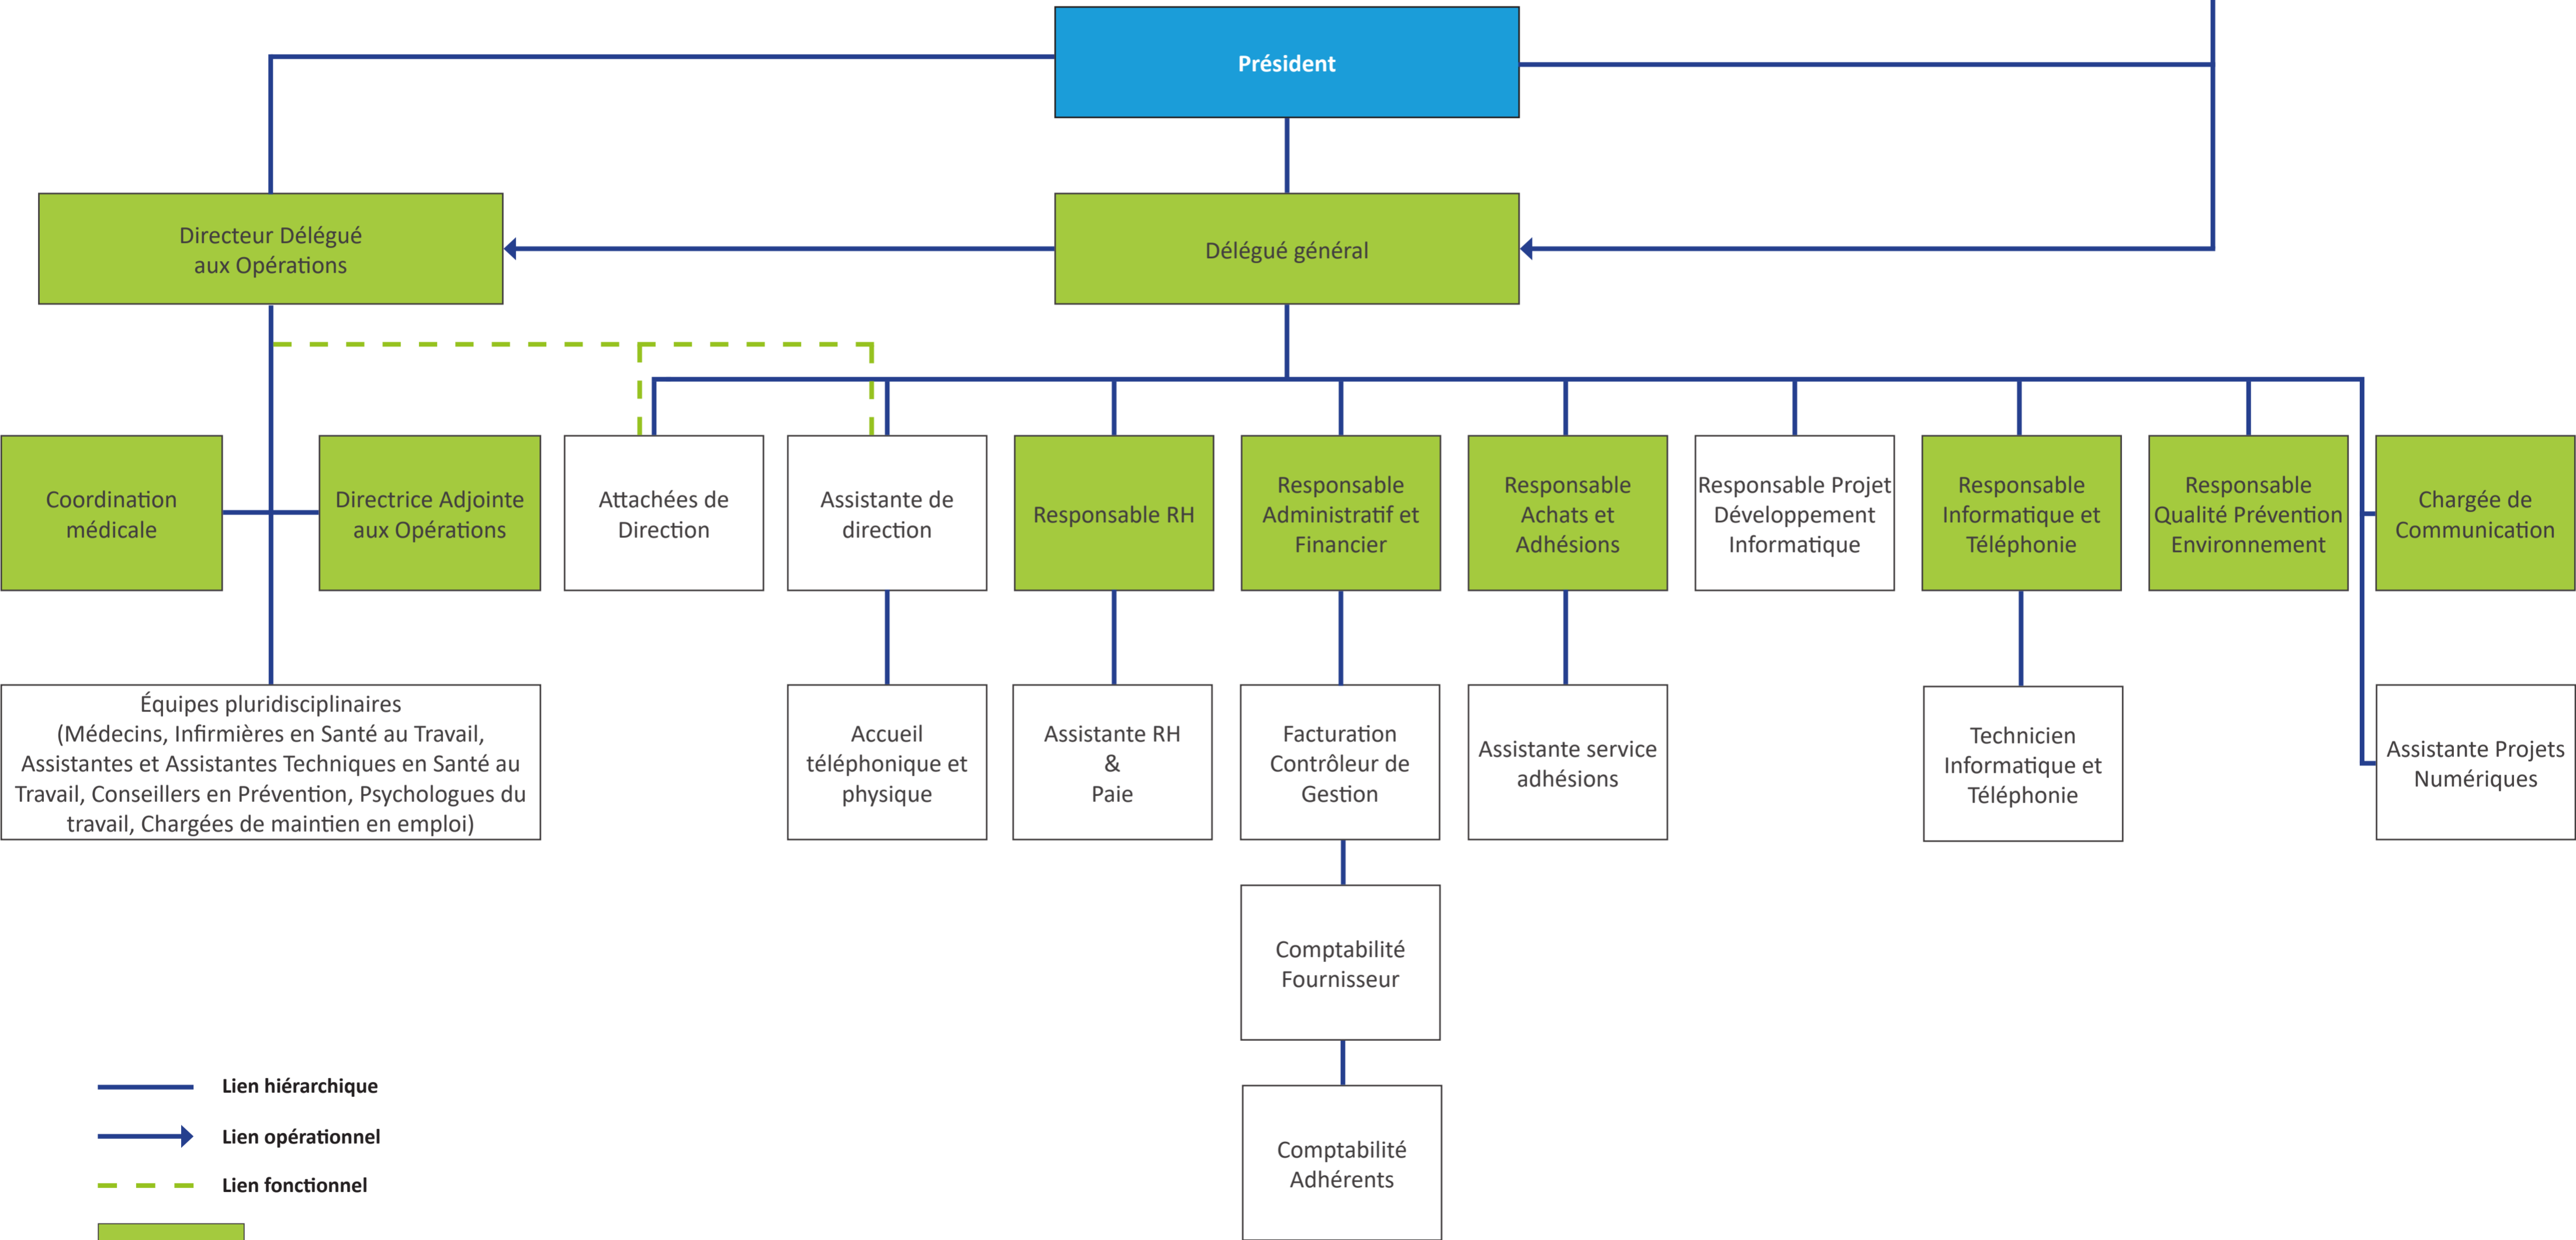 Président
Directeur Délégué
aux Opérations
Délégué général
Coordination
médicale
Directrice Adjointe
aux Opérations
Attachées de
Direction
Assistante de
direction
Responsable RH
Responsable
Administratif et
Financier
Responsable
Achats et
Adhésions
Responsable Projet
Développement
Informatique
Responsable
Informatique et
Téléphonie
Responsable
Qualité Prévention
Environnement
Chargée de
Communication
Équipes pluridisciplinaires
(Médecins, Infirmières en Santé au Travail,
Assistantes et Assistantes Techniques en Santé au
Travail, Conseillers en Prévention, Psychologues du
travail, Chargées de maintien en emploi)
Accueil
téléphonique et
physique
Assistante RH
&
Paie
Facturation
Contrôleur de
Gestion
Assistante service
adhésions
Technicien
Informatique et
Téléphonie
Assistante Projets
Numériques
Comptabilité
Fournisseur
Comptabilité
Adhérents
Lien hiérarchique
Lien opérationnel
Lien fonctionnel